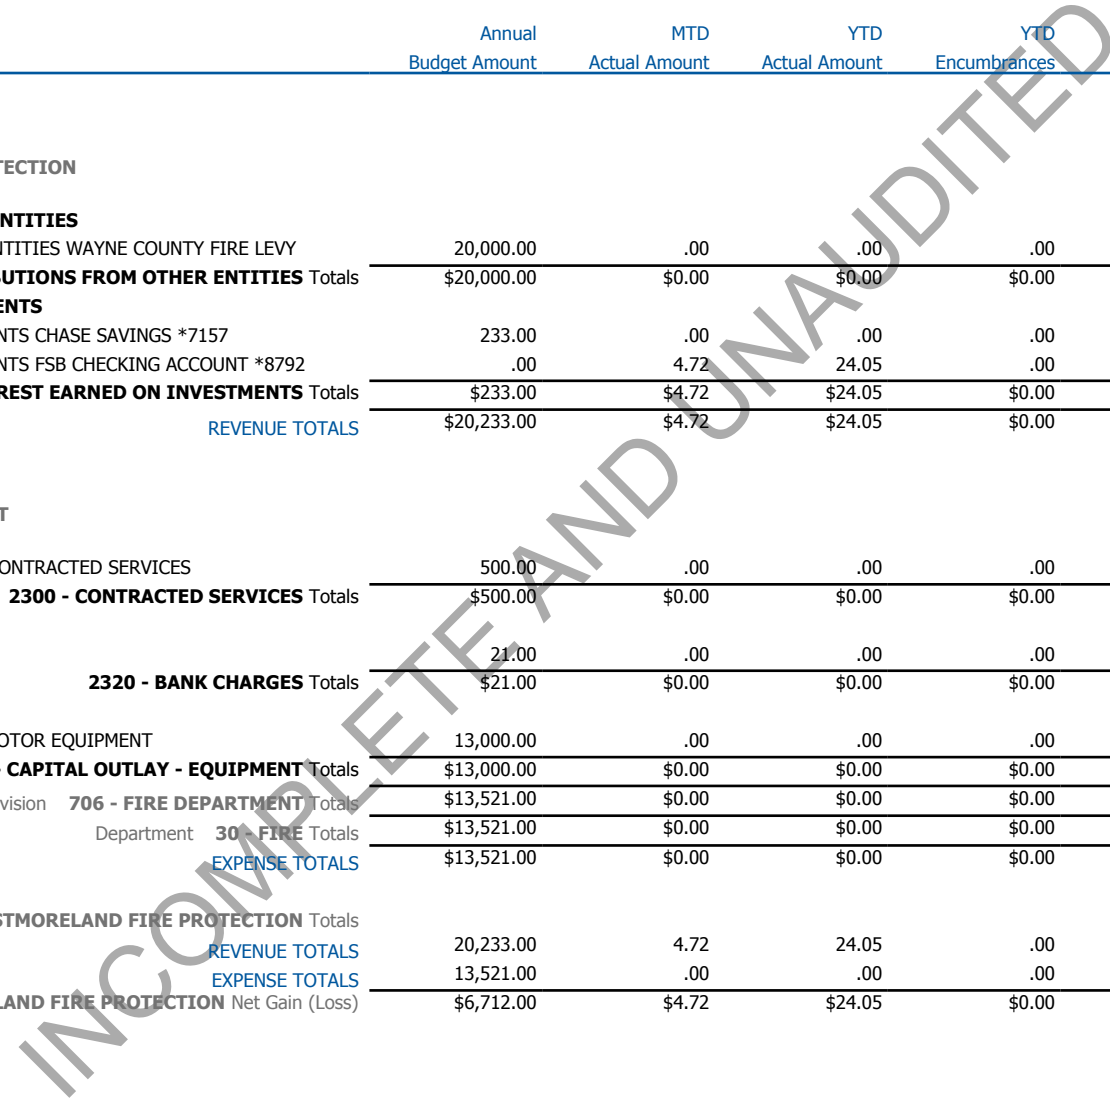 Annual MTD YTD YTD
Budget Amount Actual Amount Actual Amount Encumbrances
TECTION
NTITIES
NTITIES WAYNE COUNTY FIRE LEVY 20,000.00 .00 .00 .00
BUTIONS FROM OTHER ENTITIES Totals $20,000.00 $0.00 $0.00 $0.00
ENTS
NTS CHASE SAVINGS *7157 233.00 .00 .00 .00
NTS FSB CHECKING ACCOUNT *8792 .00 4.72 24.05 .00
REST EARNED ON INVESTMENTS Totals $233.00 $4.72 $24.05 $0.00
REVENUE TOTALS $20,233.00 $4.72 $24.05 $0.00
T
ONTRACTED SERVICES 500.00 .00 .00 .00
2300 - CONTRACTED SERVICES Totals $500.00 $0.00 $0.00 $0.00
21.00 .00 .00 .00
2320 - BANK CHARGES Totals $21.00 $0.00 $0.00 $0.00
OTOR EQUIPMENT 13,000.00 .00 .00 .00
- CAPITAL OUTLAY - EQUIPMENT Totals $13,000.00 $0.00 $0.00 $0.00
vision 706 - FIRE DEPARTMENT Totals $13,521.00 $0.00 $0.00 $0.00
Department 30 - FIRE Totals $13,521.00 $0.00 $0.00 $0.00
EXPENSE TOTALS $13,521.00 $0.00 $0.00 $0.00
STMORELAND FIRE PROTECTION Totals
REVENUE TOTALS 20,233.00 4.72 24.05 .00
EXPENSE TOTALS 13,521.00 .00 .00 .00
LAND FIRE PROTECTION Net Gain (Loss) $6,712.00 $4.72 $24.05 $0.00
INCOMPLETE AND UNAUDITED